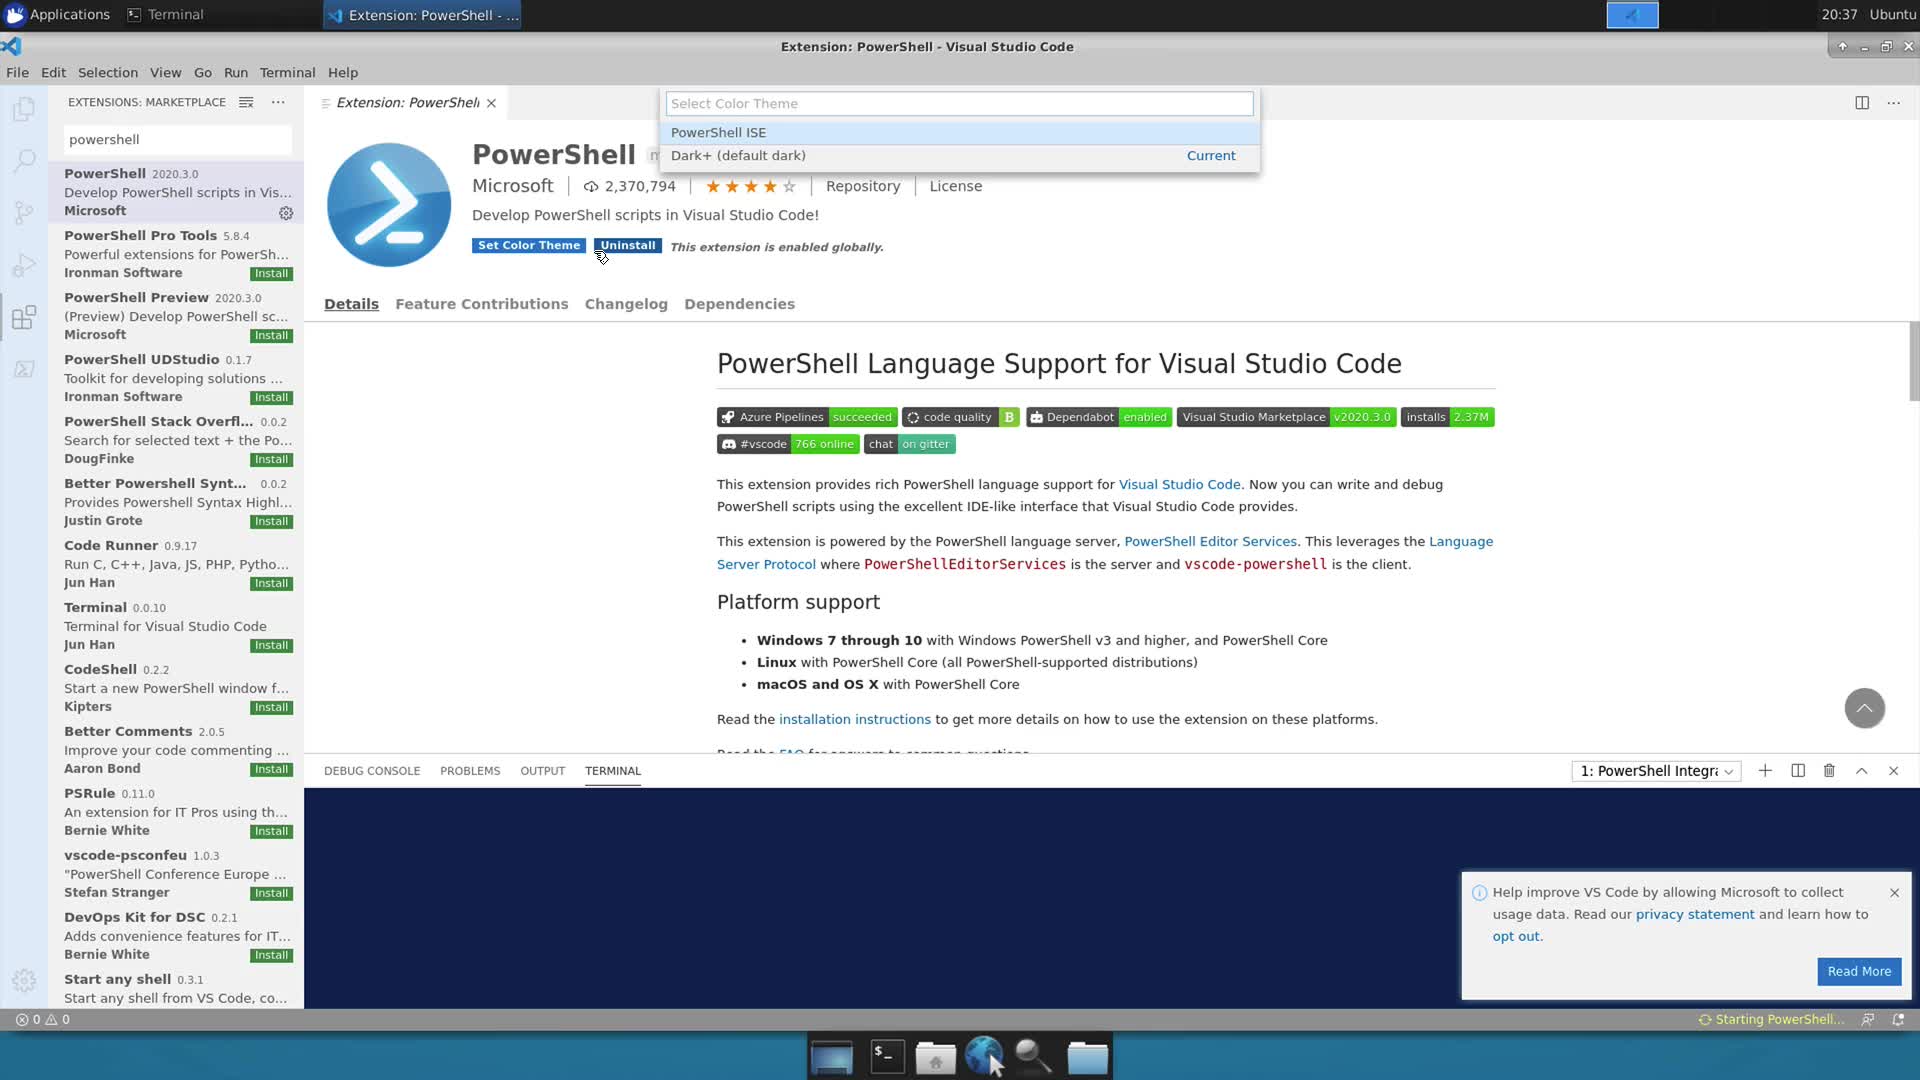 Applications
Terminal
Extension: PowerShell - ...
20:37
Ubuntu
Extension: PowerShell - Visual Studio Code
File Edit Selection View Go Run Terminal Help
EXTENSIONS: MARKETPLACE
Extension: PowerShell
powershell
Select Color Theme
PowerShell ISE
Dark+ (default dark) Current
PowerShell
Microsoft 2,370,794 Repository License
Develop PowerShell scripts in Visual Studio Code!
Set Color Theme Uninstall This extension is enabled globally.
Details Feature Contributions Changelog Dependencies
PowerShell 2020.3.0
Develop PowerShell scripts in Vis...
Microsoft
PowerShell Pro Tools 5.8.4
Powerful extensions for PowerSh...
Ironman Software Install
PowerShell Preview 2020.3.0
(Preview) Develop PowerShell sc...
Microsoft Install
PowerShell UDStudio 0.1.7
Toolkit for developing solutions ...
Ironman Software Install
PowerShell Stack Overfl... 0.0.2
Search for selected text + the Po...
DougFinke Install
Better Powershell Synt... 0.0.2
Provides Powershell Syntax Highl...
Justin Grote Install
Code Runner 0.9.17
Run C, C++, Java, JS, PHP, Pytho...
Jun Han Install
Terminal 0.0.10
Terminal for Visual Studio Code
Jun Han Install
CodeShell 0.2.2
Start a new PowerShell window f...
Kipters Install
Better Comments 2.0.5
Improve your code commenting ...
Aaron Bond Install
PSRule 0.11.0
An extension for IT Pros using th...
Bernie White Install
vscode-psconfeu 1.0.3
"PowerShell Conference Europe ...
Stefan Stranger Install
DevOps Kit for DSC 0.2.1
Adds convenience features for IT...
Bernie White Install
Start any shell 0.3.1
Start any shell from VS Code, co...
PowerShell Language Support for Visual Studio Code
Azure Pipelines succeeded code quality B Dependabot enabled Visual Studio Marketplace v2020.3.0 installs 2.37M
#vscode 766 online chat on gitter
This extension provides rich PowerShell language support for Visual Studio Code. Now you can write and debug
PowerShell scripts using the excellent IDE-like interface that Visual Studio Code provides.
This extension is powered by the PowerShell language server, PowerShell Editor Services. This leverages the Language
Server Protocol where PowerShellEditorServices is the server and vscode-powershell is the client.
Platform support
• Windows 7 through 10 with Windows PowerShell v3 and higher, and PowerShell Core
• Linux with PowerShell Core (all PowerShell-supported distributions)
• macOS and OS X with PowerShell Core
Read the installation instructions to get more details on how to use the extension on these platforms.
Read the FAQ for answers to common questions.
DEBUG CONSOLE PROBLEMS OUTPUT TERMINAL
1: PowerShell Integra
Help improve VS Code by allowing Microsoft to collect
usage data. Read our privacy statement and learn how to
opt out.
Read More
0 0
Starting PowerShell...